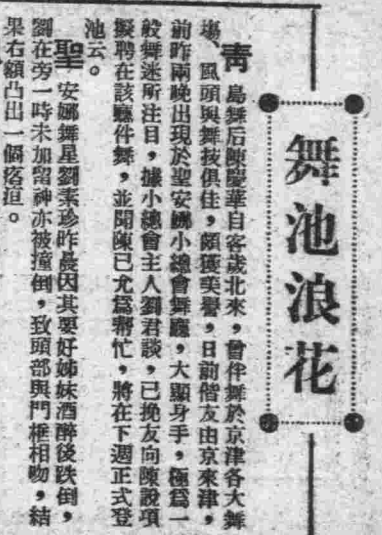 舞池浪花
青島舞后陳慶華自客歲北來，曾伴舞於京津各大舞
塲，風頭與舞技俱佳，頗獲美譽，日前偕友由京來津，
前昨兩晚出現於聖安娜小總會舞廳，大顯身手，極爲一
般舞迷所注目，據小總會主人劉君談，已挽友向陳說項
擬聘在該廳伴舞，並聞陳已允爲幇忙，將在下週正式登
池云。
聖安娜舞星劉素珍昨晨因其要好姊妹酒醉後跌倒，
劉在旁一時未加留神亦被撞倒，致頭部與門框相吻，結
果右額凸出一個疙疸。